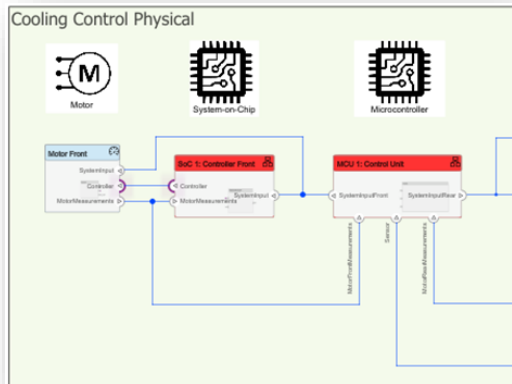 Cooling Control Physical
M
Motor
System-on-Chip
Microcontroller
Motor Front
SystemInput
Controller
MotorMeasurements
SoC 1: Controller Front
Controller
MotorMeasurements
SystemInput
MCU 1: Control Unit
SystemInputFront
SystemInputRear
MotorFrontMeasurements
Sensor
MotorRearMeasurements